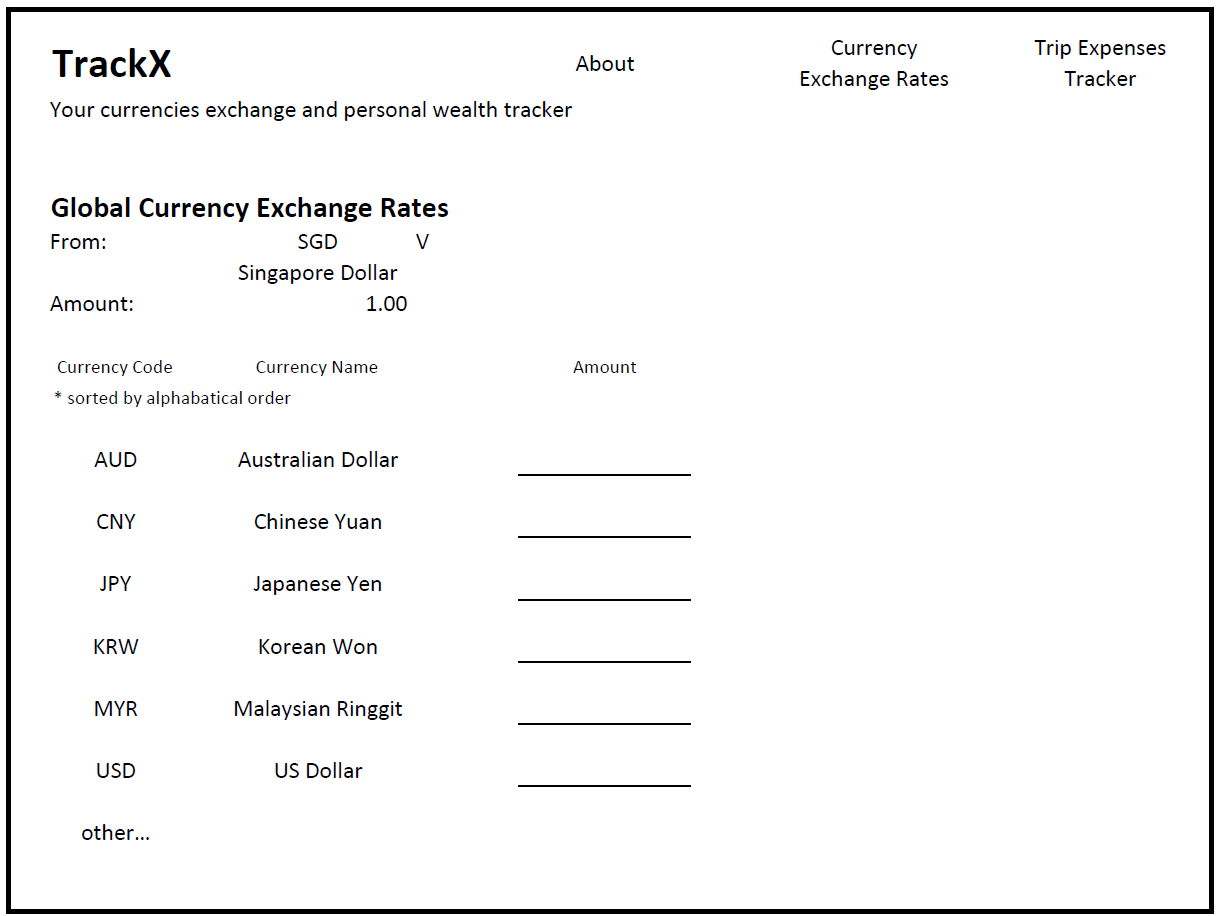 TrackX
About
Currency
Exchange Rates
Trip Expenses
Tracker
Your currencies exchange and personal wealth tracker
Global Currency Exchange Rates
From: SGD V
Singapore Dollar
Amount: 1.00
Currency Code Currency Name Amount
* sorted by alphabatical order
AUD Australian Dollar
CNY Chinese Yuan
JPY Japanese Yen
KRW Korean Won
MYR Malaysian Ringgit
USD US Dollar
other...